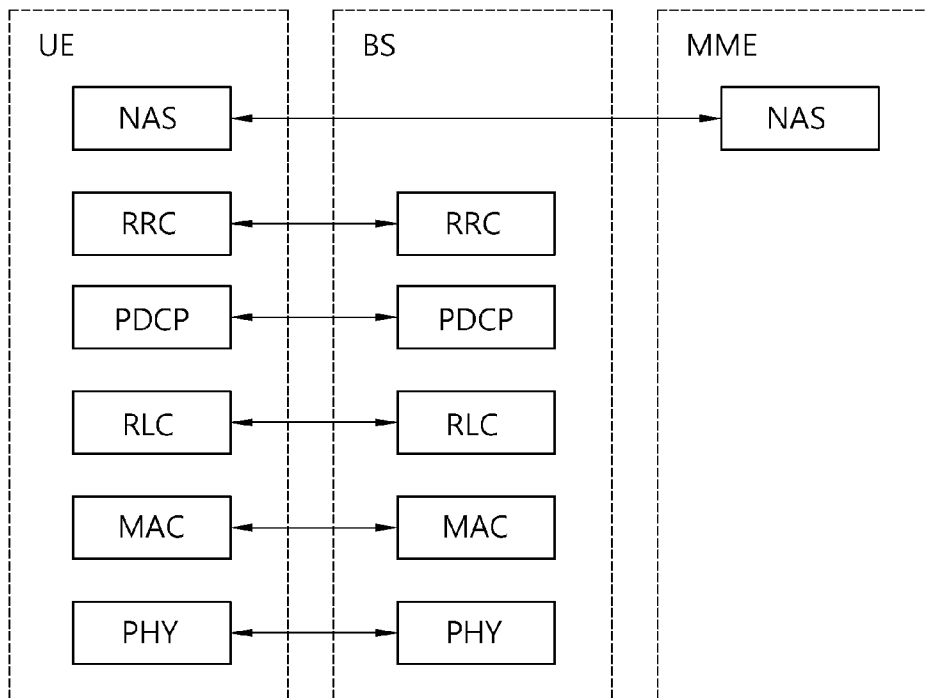 UE BS MME
NAS NAS
RRC RRC
PDCP PDCP
RLC RLC
MAC MAC
PHY PHY